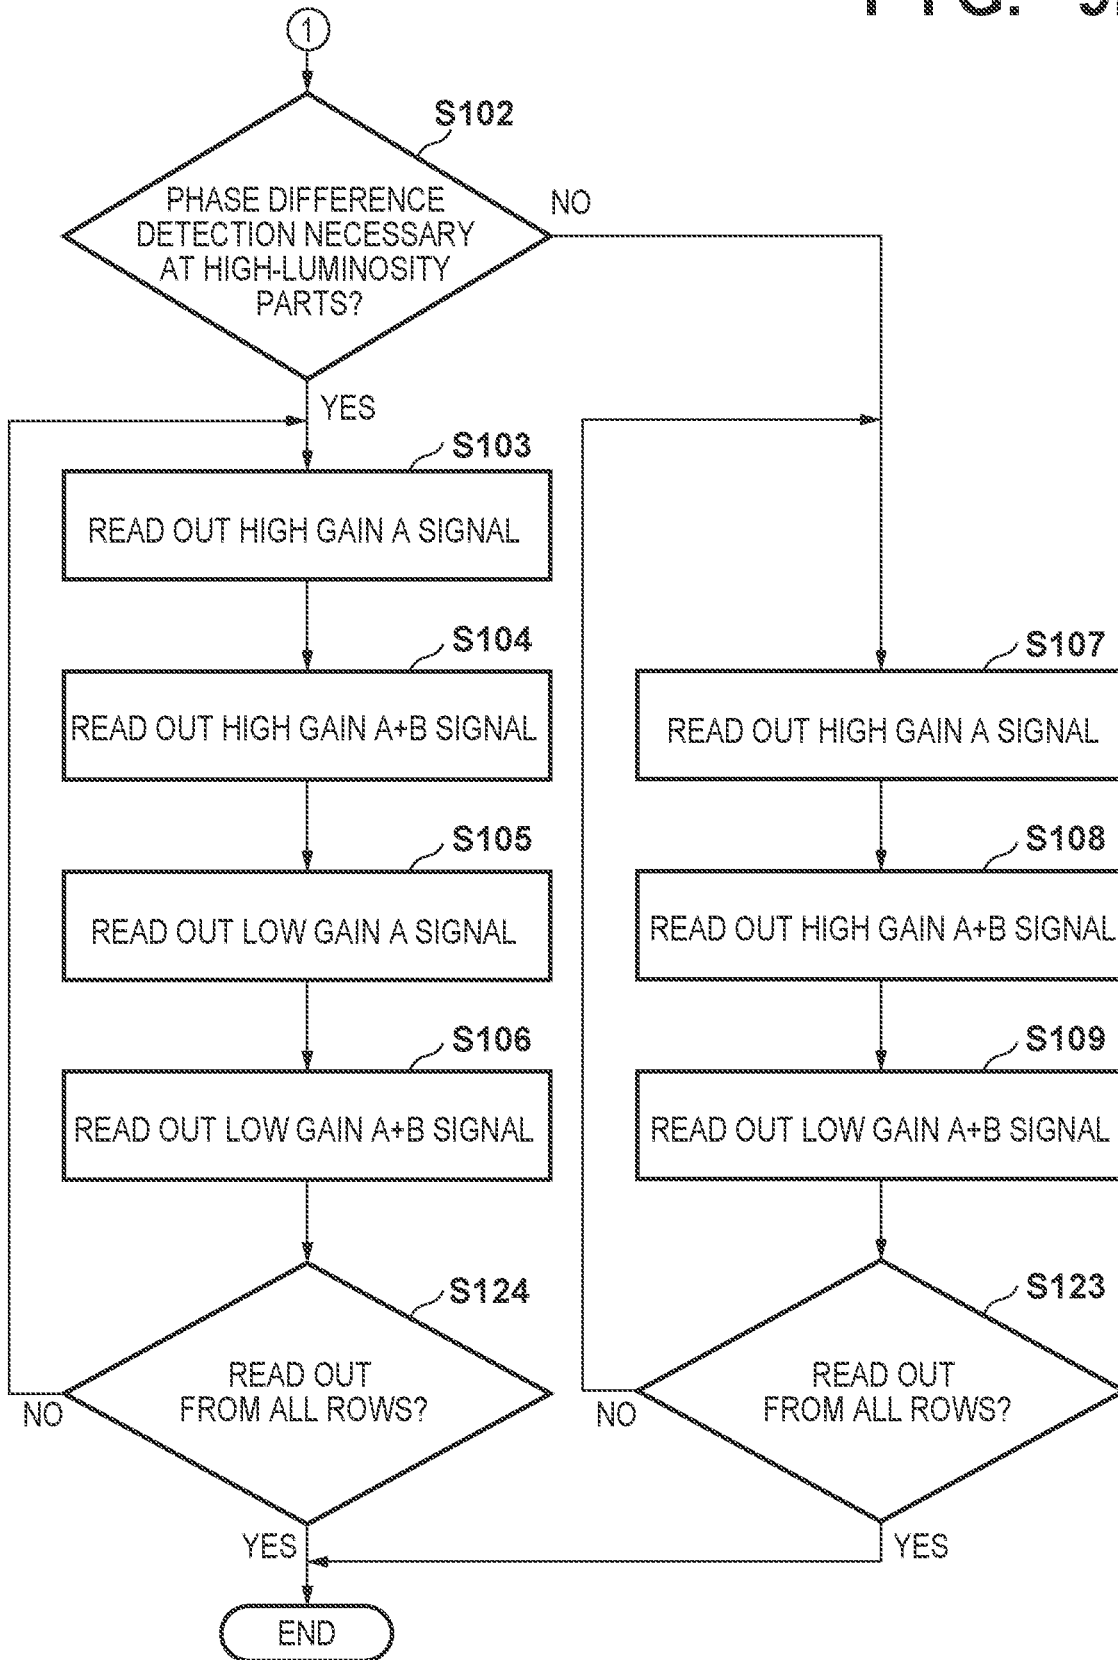 FIG.
1
S102
PHASE DIFFERENCE
DETECTION NECESSARY
AT HIGH-LUMINOSITY
PARTS?
NO
YES
S103
READ OUT HIGH GAIN A SIGNAL
S104
READ OUT HIGH GAIN A+B SIGNAL
S105
READ OUT LOW GAIN A SIGNAL
S106
READ OUT LOW GAIN A+B SIGNAL
S124
READ OUT
FROM ALL ROWS?
NO
YES
S107
READ OUT HIGH GAIN A SIGNAL
S108
READ OUT HIGH GAIN A+B SIGNAL
S109
READ OUT LOW GAIN A+B SIGNAL
S123
READ OUT
FROM ALL ROWS?
NO
YES
END